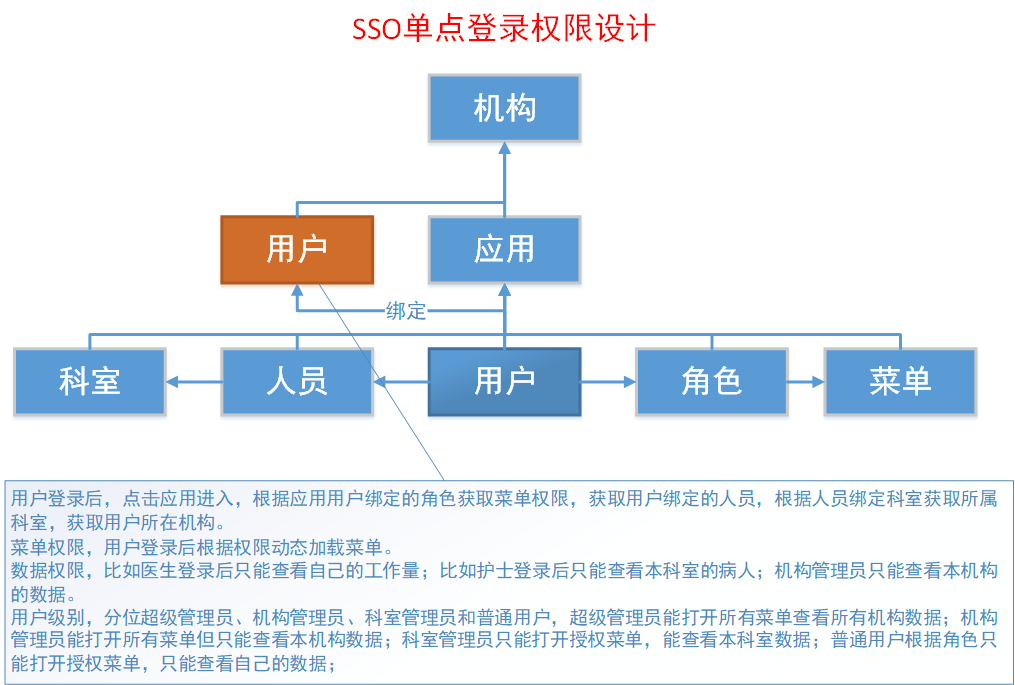 SSO单点登录权限设计
机构
用户
应用
绑定
科室
人员
用户
角色
菜单
用户登录后，点击应用进入，根据应用用户绑定的角色获取菜单权限，获取用户绑定的人员，根据人员绑定科室获取所属
科室，获取用户所在机构。
菜单权限，用户登录后根据权限动态加载菜单。
数据权限，比如医生登录后只能查看自己的工作量；比如护士登录后只能查看本科室的病人；机构管理员只能查看本机构
的数据。
用户级别，分位超级管理员、机构管理员、科室管理员和普通用户，超级管理员能打开所有菜单查看所有机构数据；机构
管理员能打开所有菜单但只能查看本机构数据；科室管理员只能打开授权菜单，能查看本科室数据；普通用户根据角色只
能打开授权菜单，只能查看自己的数据；